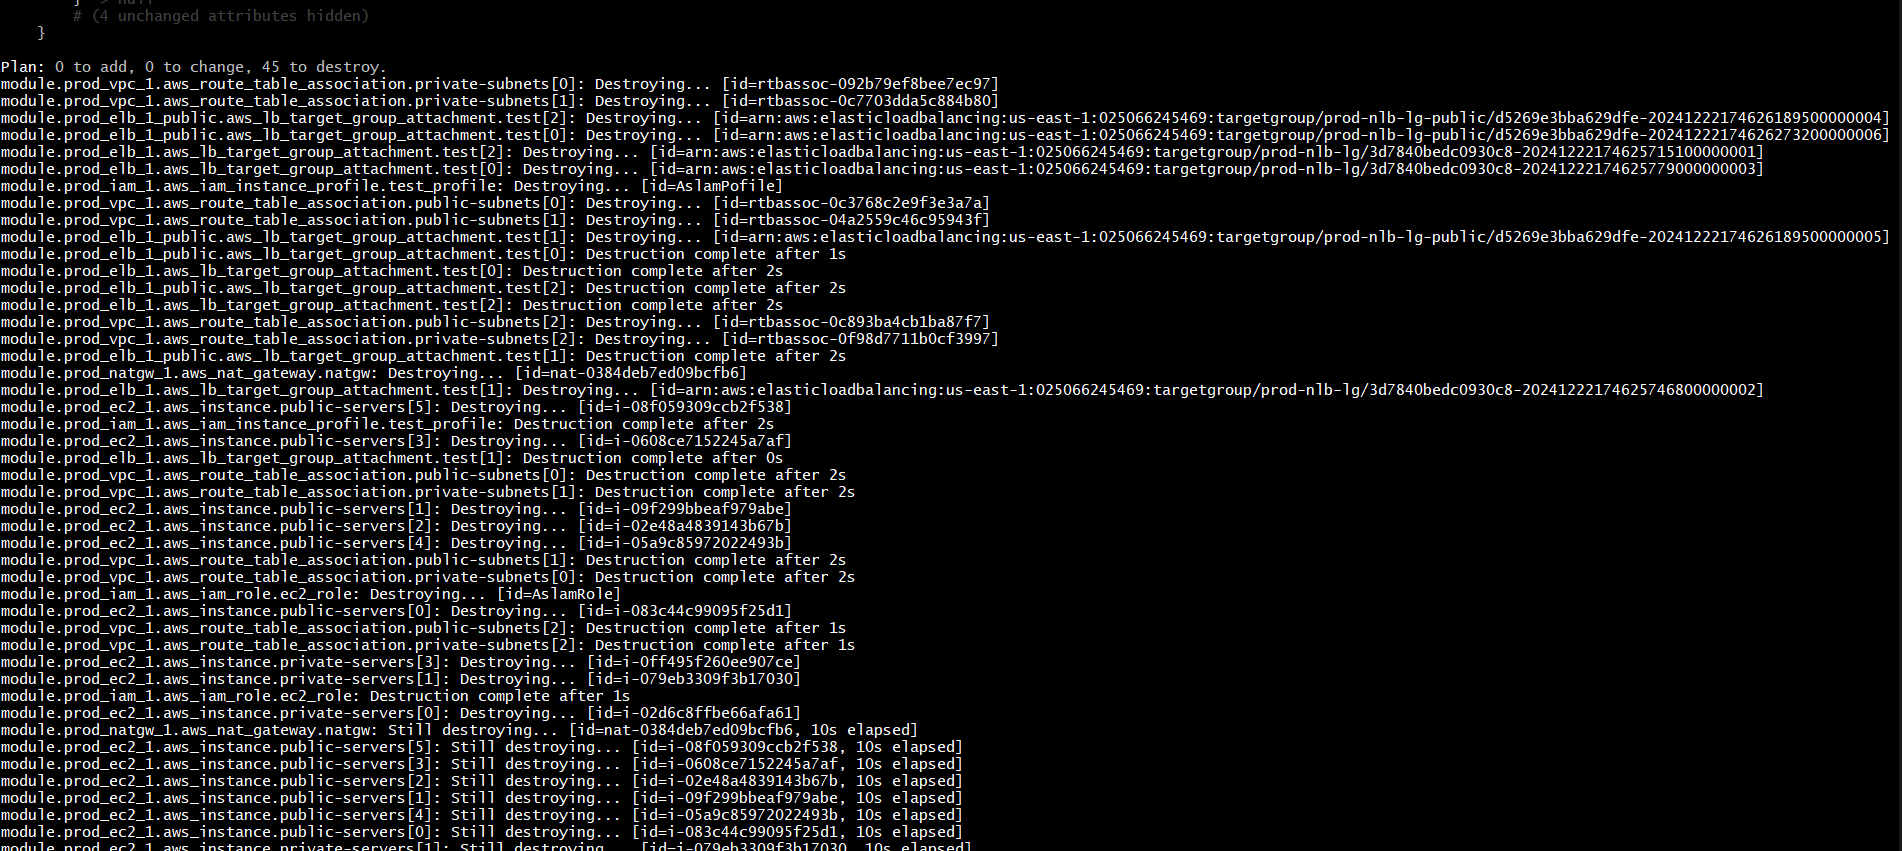 } -> null
# (4 unchanged attributes hidden)
}
Plan: 0 to add, 0 to change, 45 to destroy.
module.prod_vpc_1.aws_route_table_association.private-subnets[0]: Destroying... [id=rtbassoc-092b79ef8bee7ec97]
module.prod_vpc_1.aws_route_table_association.private-subnets[1]: Destroying... [id=rtbassoc-0c7703dda5c884b80]
module.prod_elb_1_public.aws_lb_target_group_attachment.test[2]: Destroying... [id=arn:aws:elasticloadbalancing:us-east-1:025066245469:targetgroup/prod-nlb-lg-public/d5269e3bba629dfe-20241222174626189500000004]
module.prod_elb_1_public.aws_lb_target_group_attachment.test[0]: Destroying... [id=arn:aws:elasticloadbalancing:us-east-1:025066245469:targetgroup/prod-nlb-lg-public/d5269e3bba629dfe-20241222174626273200000006]
module.prod_elb_1.aws_lb_target_group_attachment.test[2]: Destroying... [id=arn:aws:elasticloadbalancing:us-east-1:025066245469:targetgroup/prod-nlb-lg/3d7840bedc0930c8-20241222174625715100000001]
module.prod_elb_1.aws_lb_target_group_attachment.test[0]: Destroying... [id=arn:aws:elasticloadbalancing:us-east-1:025066245469:targetgroup/prod-nlb-lg/3d7840bedc0930c8-20241222174625779000000003]
module.prod_iam_1.aws_iam_instance_profile.test_profile: Destroying... [id=AslamPofile]
module.prod_vpc_1.aws_route_table_association.public-subnets[0]: Destroying... [id=rtbassoc-0c3768c2e9f3e3a7a]
module.prod_vpc_1.aws_route_table_association.public-subnets[1]: Destroying... [id=rtbassoc-04a2559c46c95943f]
module.prod_elb_1_public.aws_lb_target_group_attachment.test[1]: Destroying... [id=arn:aws:elasticloadbalancing:us-east-1:025066245469:targetgroup/prod-nlb-lg-public/d5269e3bba629dfe-20241222174626189500000005]
module.prod_elb_1_public.aws_lb_target_group_attachment.test[0]: Destruction complete after 1s
module.prod_elb_1.aws_lb_target_group_attachment.test[0]: Destruction complete after 2s
module.prod_elb_1_public.aws_lb_target_group_attachment.test[2]: Destruction complete after 2s
module.prod_elb_1.aws_lb_target_group_attachment.test[2]: Destruction complete after 2s
module.prod_vpc_1.aws_route_table_association.public-subnets[2]: Destroying... [id=rtbassoc-0c893ba4cb1ba87f7]
module.prod_vpc_1.aws_route_table_association.private-subnets[2]: Destroying... [id=rtbassoc-0f98d7711b0cf3997]
module.prod_elb_1_public.aws_lb_target_group_attachment.test[1]: Destruction complete after 2s
module.prod_natgw_1.aws_nat_gateway.natgw: Destroying... [id=nat-0384deb7ed09bcfb6]
module.prod_elb_1.aws_lb_target_group_attachment.test[1]: Destroying... [id=arn:aws:elasticloadbalancing:us-east-1:025066245469:targetgroup/prod-nlb-lg/3d7840bedc0930c8-20241222174625746800000002]
module.prod_ec2_1.aws_instance.public-servers[5]: Destroying... [id=i-08f059309ccb2f538]
module.prod_iam_1.aws_iam_instance_profile.test_profile: Destruction complete after 2s
module.prod_ec2_1.aws_instance.public-servers[3]: Destroying... [id=i-0608ce7152245a7af]
module.prod_elb_1.aws_lb_target_group_attachment.test[1]: Destruction complete after 0s
module.prod_vpc_1.aws_route_table_association.public-subnets[0]: Destruction complete after 2s
module.prod_vpc_1.aws_route_table_association.private-subnets[1]: Destruction complete after 2s
module.prod_ec2_1.aws_instance.public-servers[1]: Destroying... [id=i-09f299bbeaf979abe]
module.prod_ec2_1.aws_instance.public-servers[2]: Destroying... [id=i-02e48a4839143b67b]
module.prod_ec2_1.aws_instance.public-servers[4]: Destroying... [id=i-05a9c85972022493b]
module.prod_vpc_1.aws_route_table_association.public-subnets[1]: Destruction complete after 2s
module.prod_vpc_1.aws_route_table_association.private-subnets[0]: Destruction complete after 2s
module.prod_iam_1.aws_iam_role.ec2_role: Destroying... [id=AslamRole]
module.prod_ec2_1.aws_instance.public-servers[0]: Destroying... [id=i-083c44c99095f25d1]
module.prod_vpc_1.aws_route_table_association.public-subnets[2]: Destruction complete after 1s
module.prod_vpc_1.aws_route_table_association.private-subnets[2]: Destruction complete after 1s
module.prod_ec2_1.aws_instance.private-servers[3]: Destroying... [id=i-0ff495f260ee907ce]
module.prod_ec2_1.aws_instance.private-servers[1]: Destroying... [id=i-079eb3309f3b17030]
module.prod_iam_1.aws_iam_role.ec2_role: Destruction complete after 1s
module.prod_ec2_1.aws_instance.private-servers[0]: Destroying... [id=i-02d6c8ffbe66afa61]
module.prod_natgw_1.aws_nat_gateway.natgw: Still destroying... [id=nat-0384deb7ed09bcfb6, 10s elapsed]
module.prod_ec2_1.aws_instance.public-servers[5]: Still destroying... [id=i-08f059309ccb2f538, 10s elapsed]
module.prod_ec2_1.aws_instance.public-servers[3]: Still destroying... [id=i-0608ce7152245a7af, 10s elapsed]
module.prod_ec2_1.aws_instance.public-servers[2]: Still destroying... [id=i-02e48a4839143b67b, 10s elapsed]
module.prod_ec2_1.aws_instance.public-servers[1]: Still destroying... [id=i-09f299bbeaf979abe, 10s elapsed]
module.prod_ec2_1.aws_instance.public-servers[4]: Still destroying... [id=i-05a9c85972022493b, 10s elapsed]
module.prod_ec2_1.aws_instance.public-servers[0]: Still destroying... [id=i-083c44c99095f25d1, 10s elapsed]
module.prod_ec2_1.aws_instance.private-servers[1]: Still destroying... [id=i-079eb3309f3b17030, 10s elapsed]